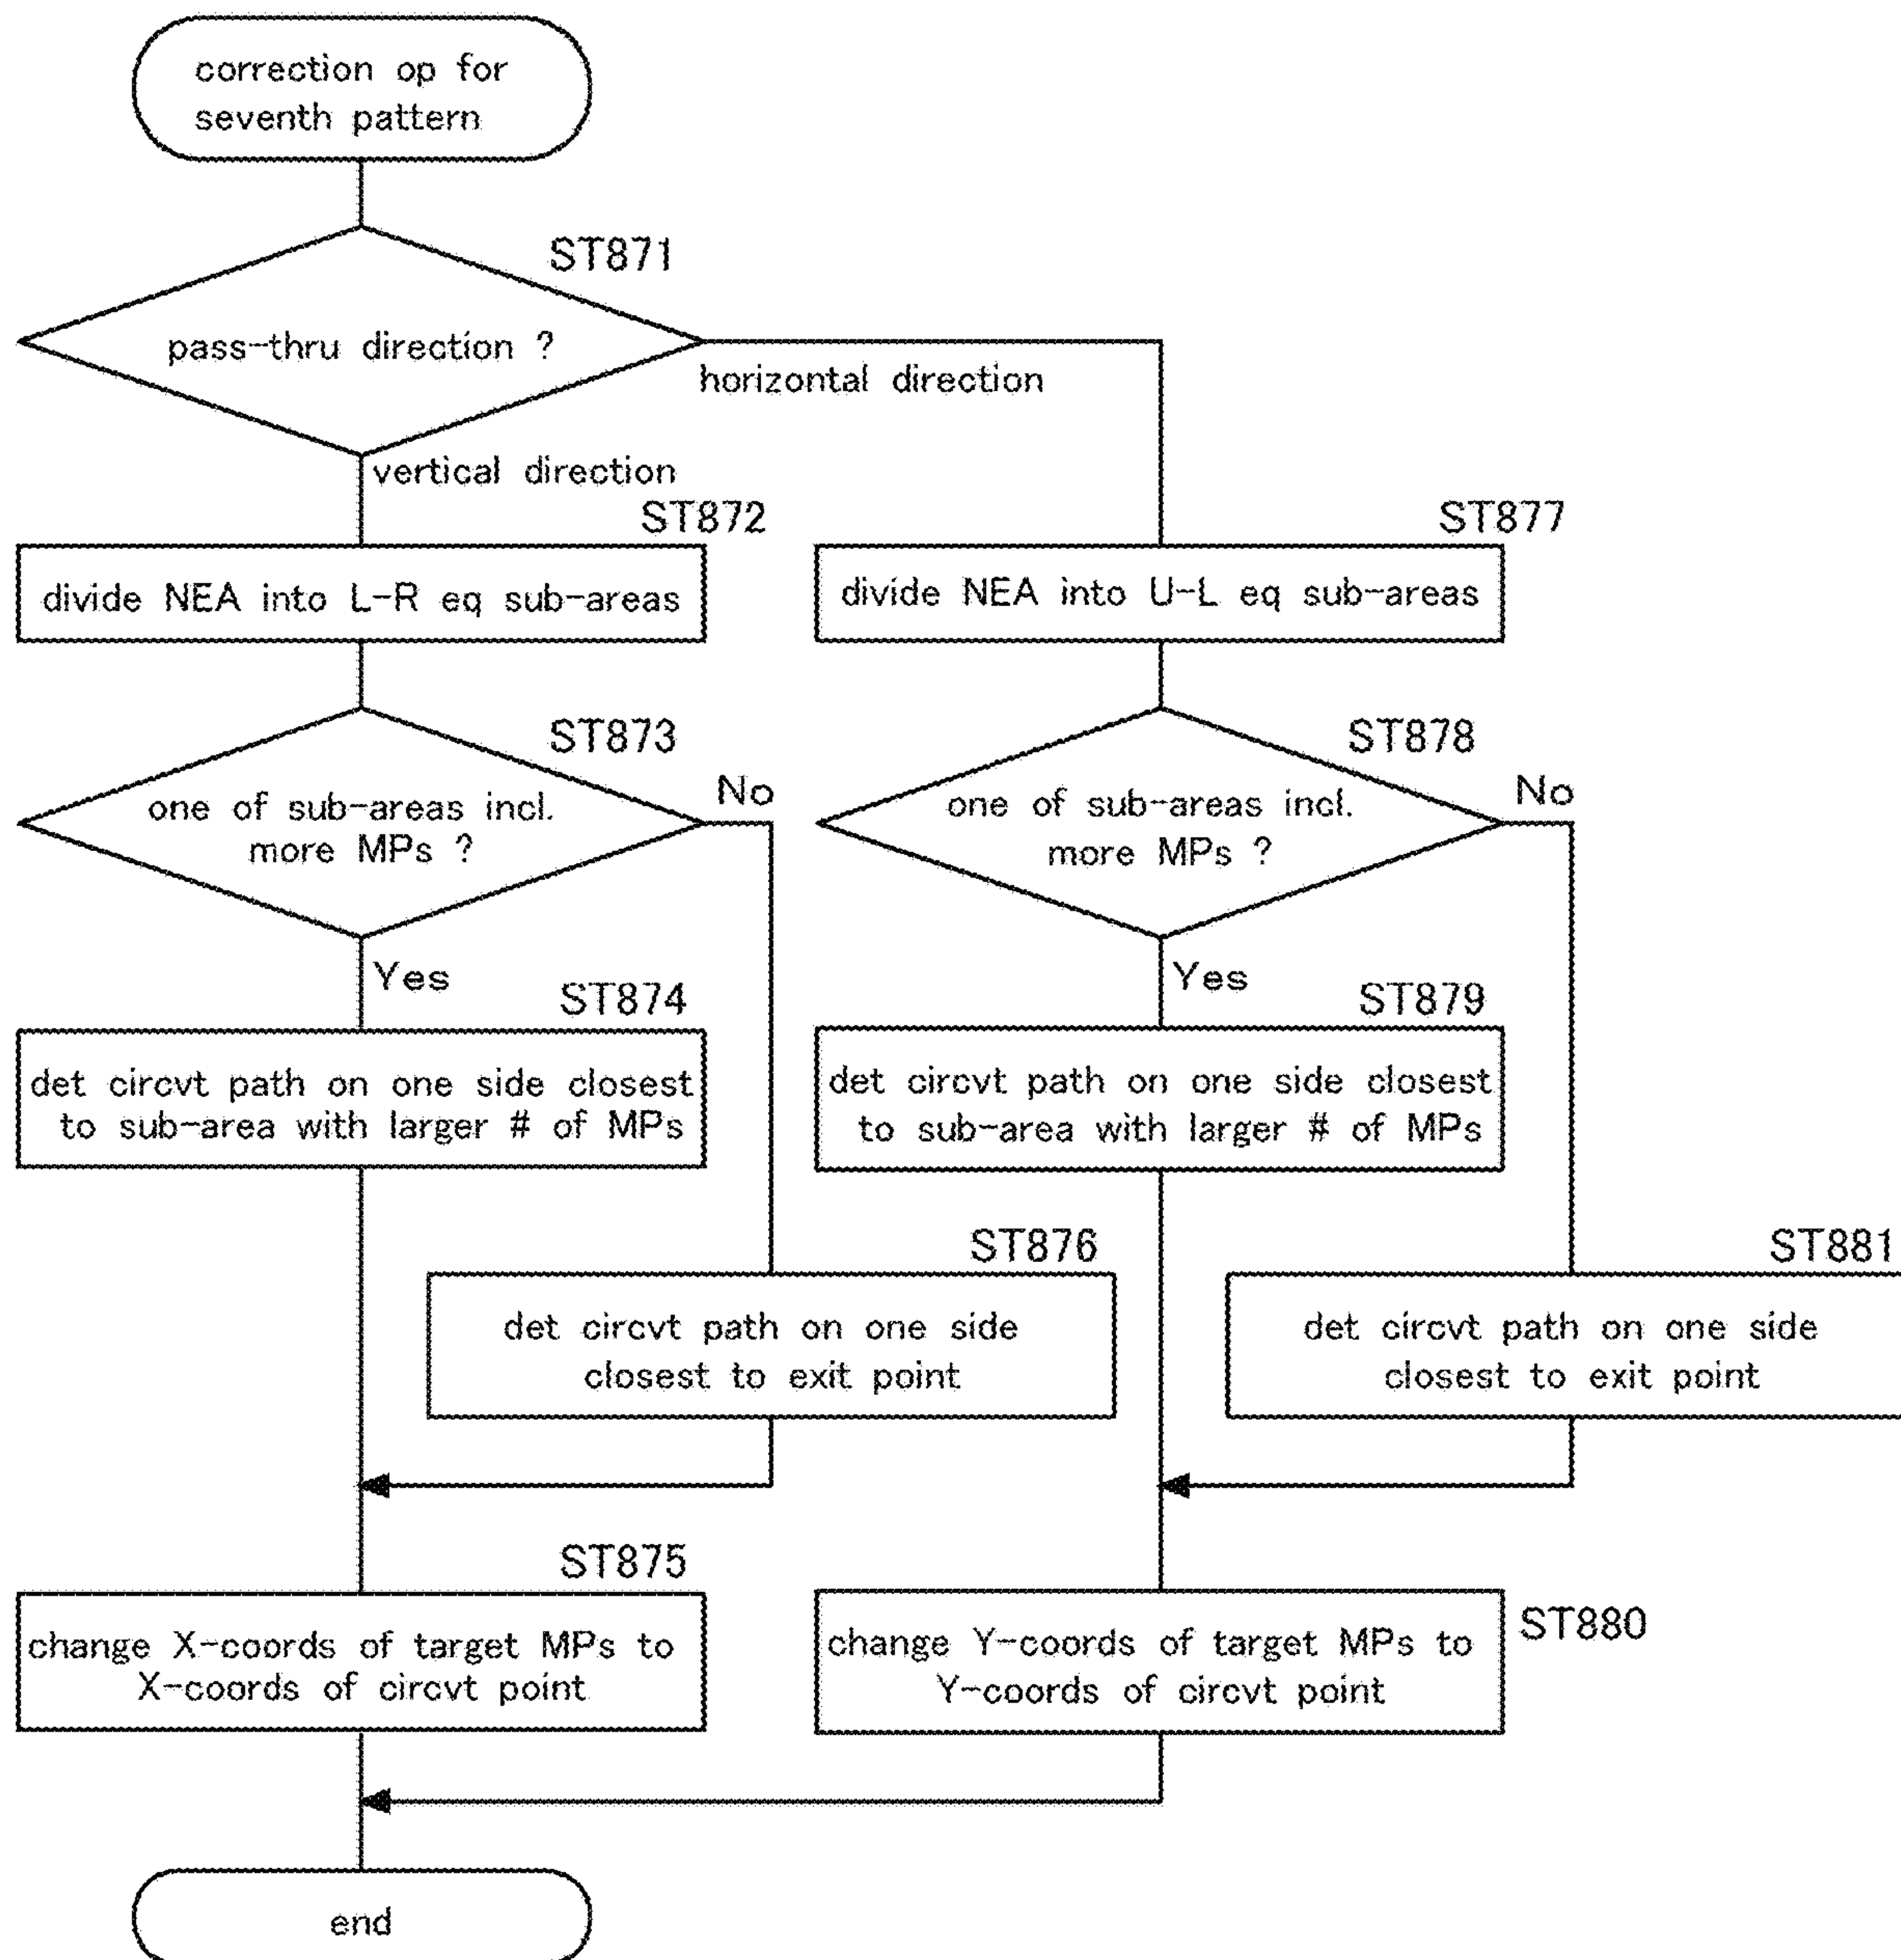 correction op for
seventh pattern
ST871
pass-thru direction ?
horizontal direction
vertical direction
ST872
divide NEA into L-R eq sub-areas
ST877
divide NEA into U-L eq sub-areas
ST873
one of sub-areas incl.
more MPs ?
No
Yes
ST878
one of sub-areas incl.
more MPs ?
No
Yes
ST874
det circvt path on one side closest
to sub-area with larger # of MPs
ST879
det circvt path on one side closest
to sub-area with larger # of MPs
ST876
det circvt path on one side
closest to exit point
ST881
det circvt path on one side
closest to exit point
ST875
change X-coords of target MPs to
X-coords of circvt point
ST880
change Y-coords of target MPs to
Y-coords of circvt point
end